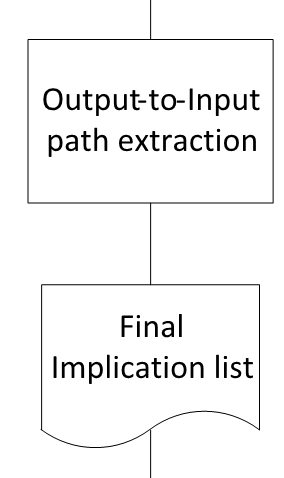 Output-to-Input
path extraction
Final
Implication list